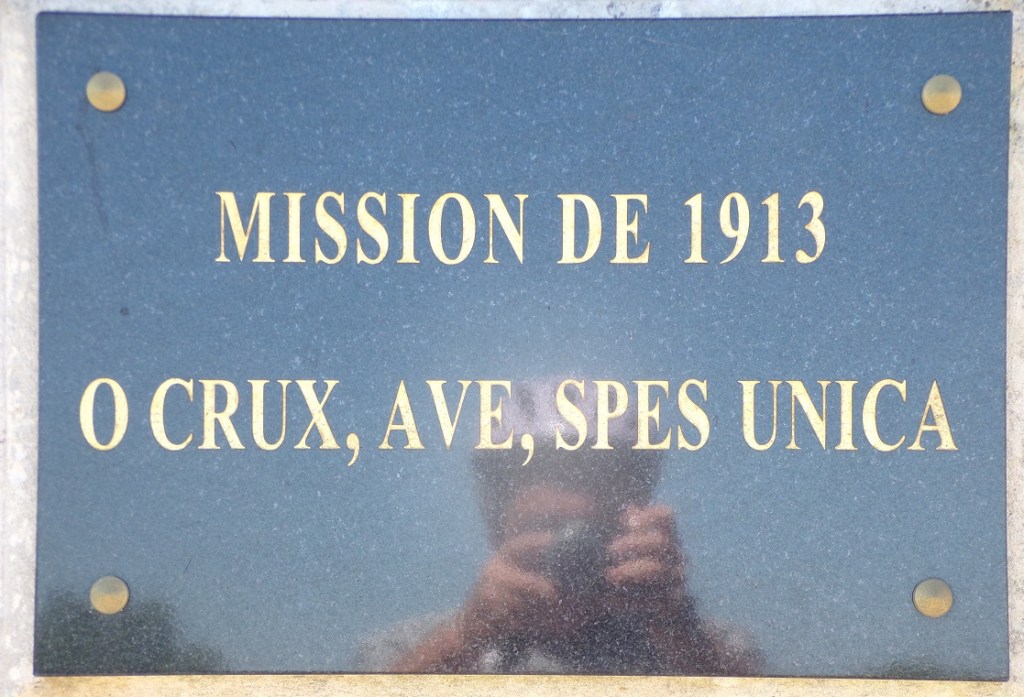 MISSION DE 1913
O CRUX, AVE, SPES UNICA